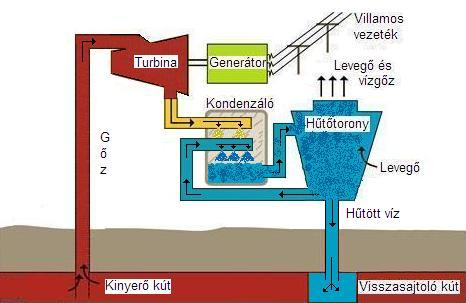 Villamos
vezeték
Turbina
Generátor
Levegő és
vízgőz
Kondenzáló
Hűtőtorony
G
ő
z
Levegő
Hűtött víz
Kinyerő kút
Visszasajtoló kút